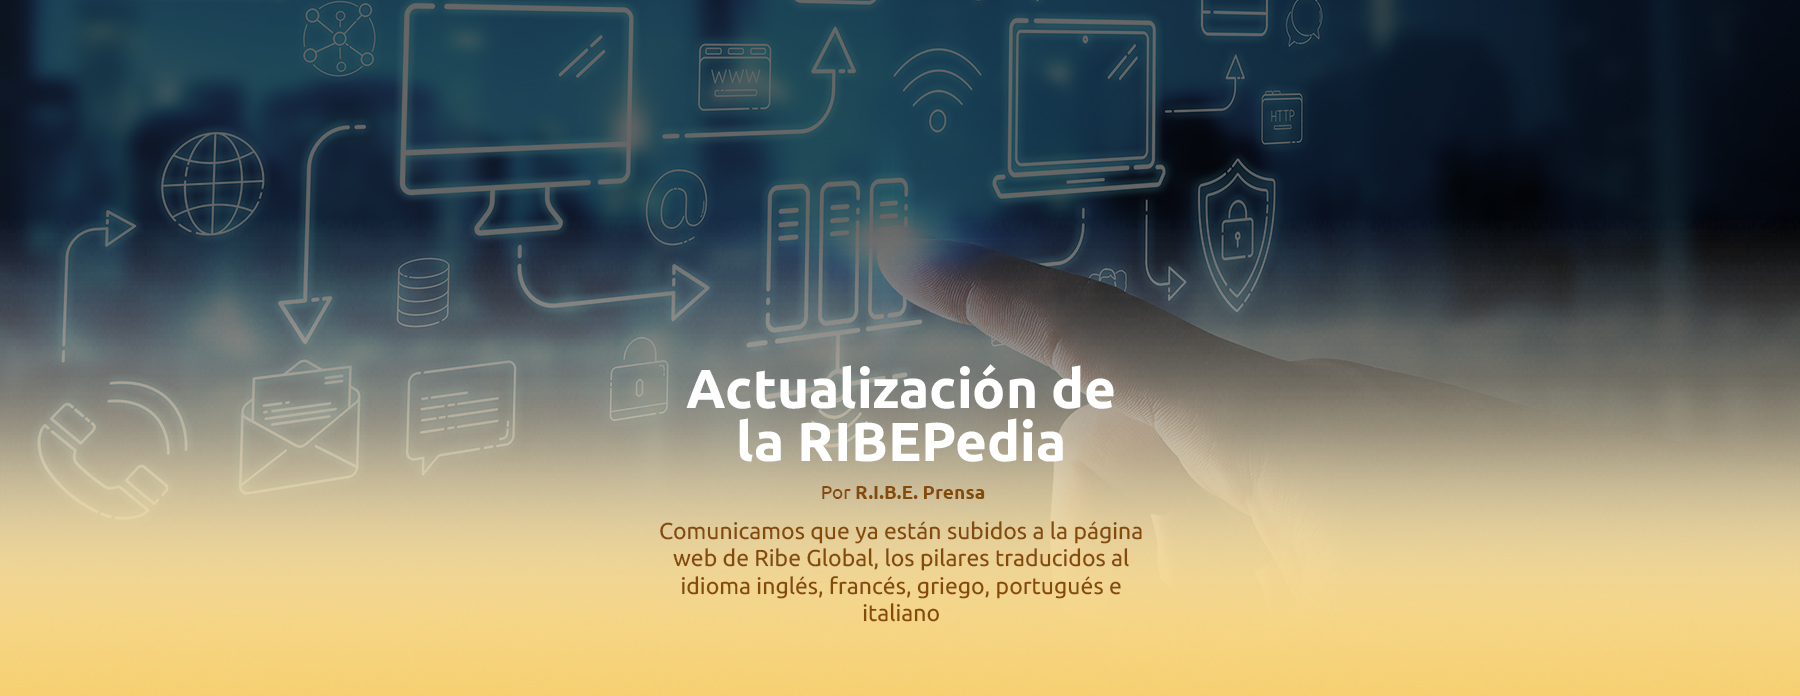 WWW
HTTP
@
Actualización de
la RIBEPedia
Por R.I.B.E. Prensa
Comunicamos que ya están subidos a la página
web de Ribe Global, los pilares traducidos al
idioma inglés, francés, griego, portugués e
italiano